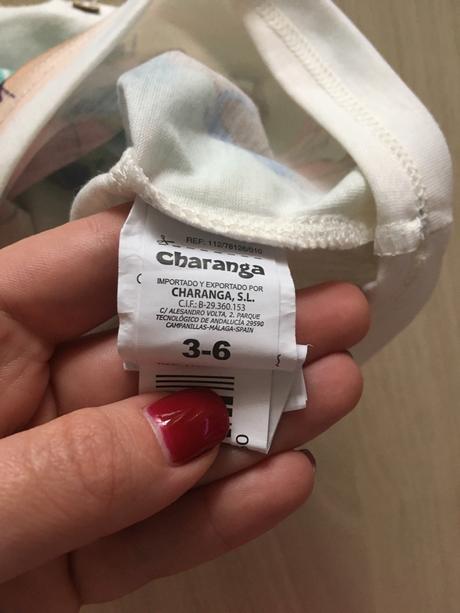 REF: 112/78126/010
charanga
IMPORTADO Y EXPORTADO POR
CHARANGA, S.L.
C.I.F.: B-29.360.153
C/ ALESANDRO VOLTA, 2. PARQUE
TECNOLÓGICO DE ANDALUCÍA 29590
CAMPANILLAS-MÁLAGA-SPAIN
3-6